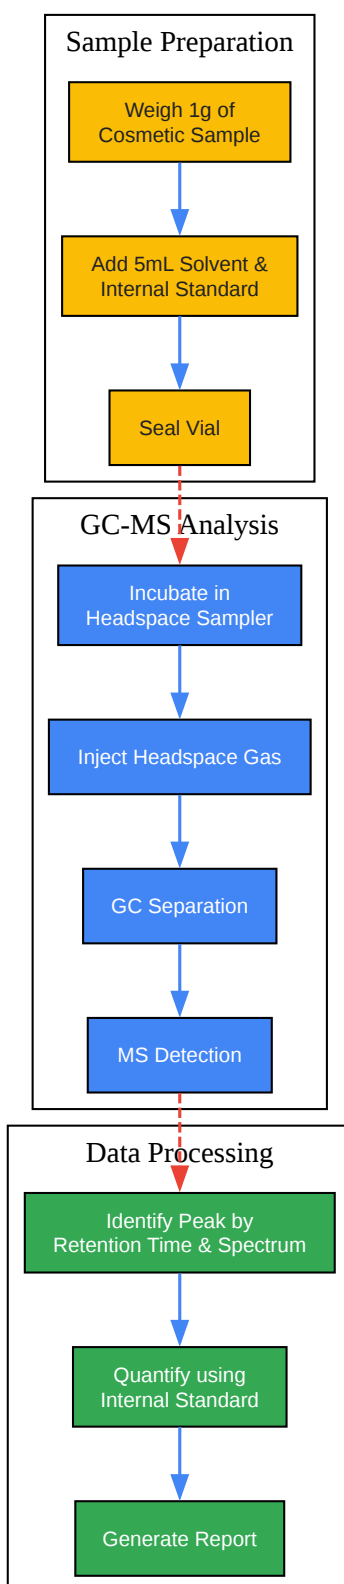 Sample Preparation
Weigh 1g of
Cosmetic Sample
Add 5mL Solvent &
Internal Standard
Seal Vial
GC-MS Analysis
Incubate in
Headspace Sampler
Inject Headspace Gas
GC Separation
MS Detection
Data Processing
Identify Peak by
Retention Time & Spectrum
Quantify using
Internal Standard
Generate Report